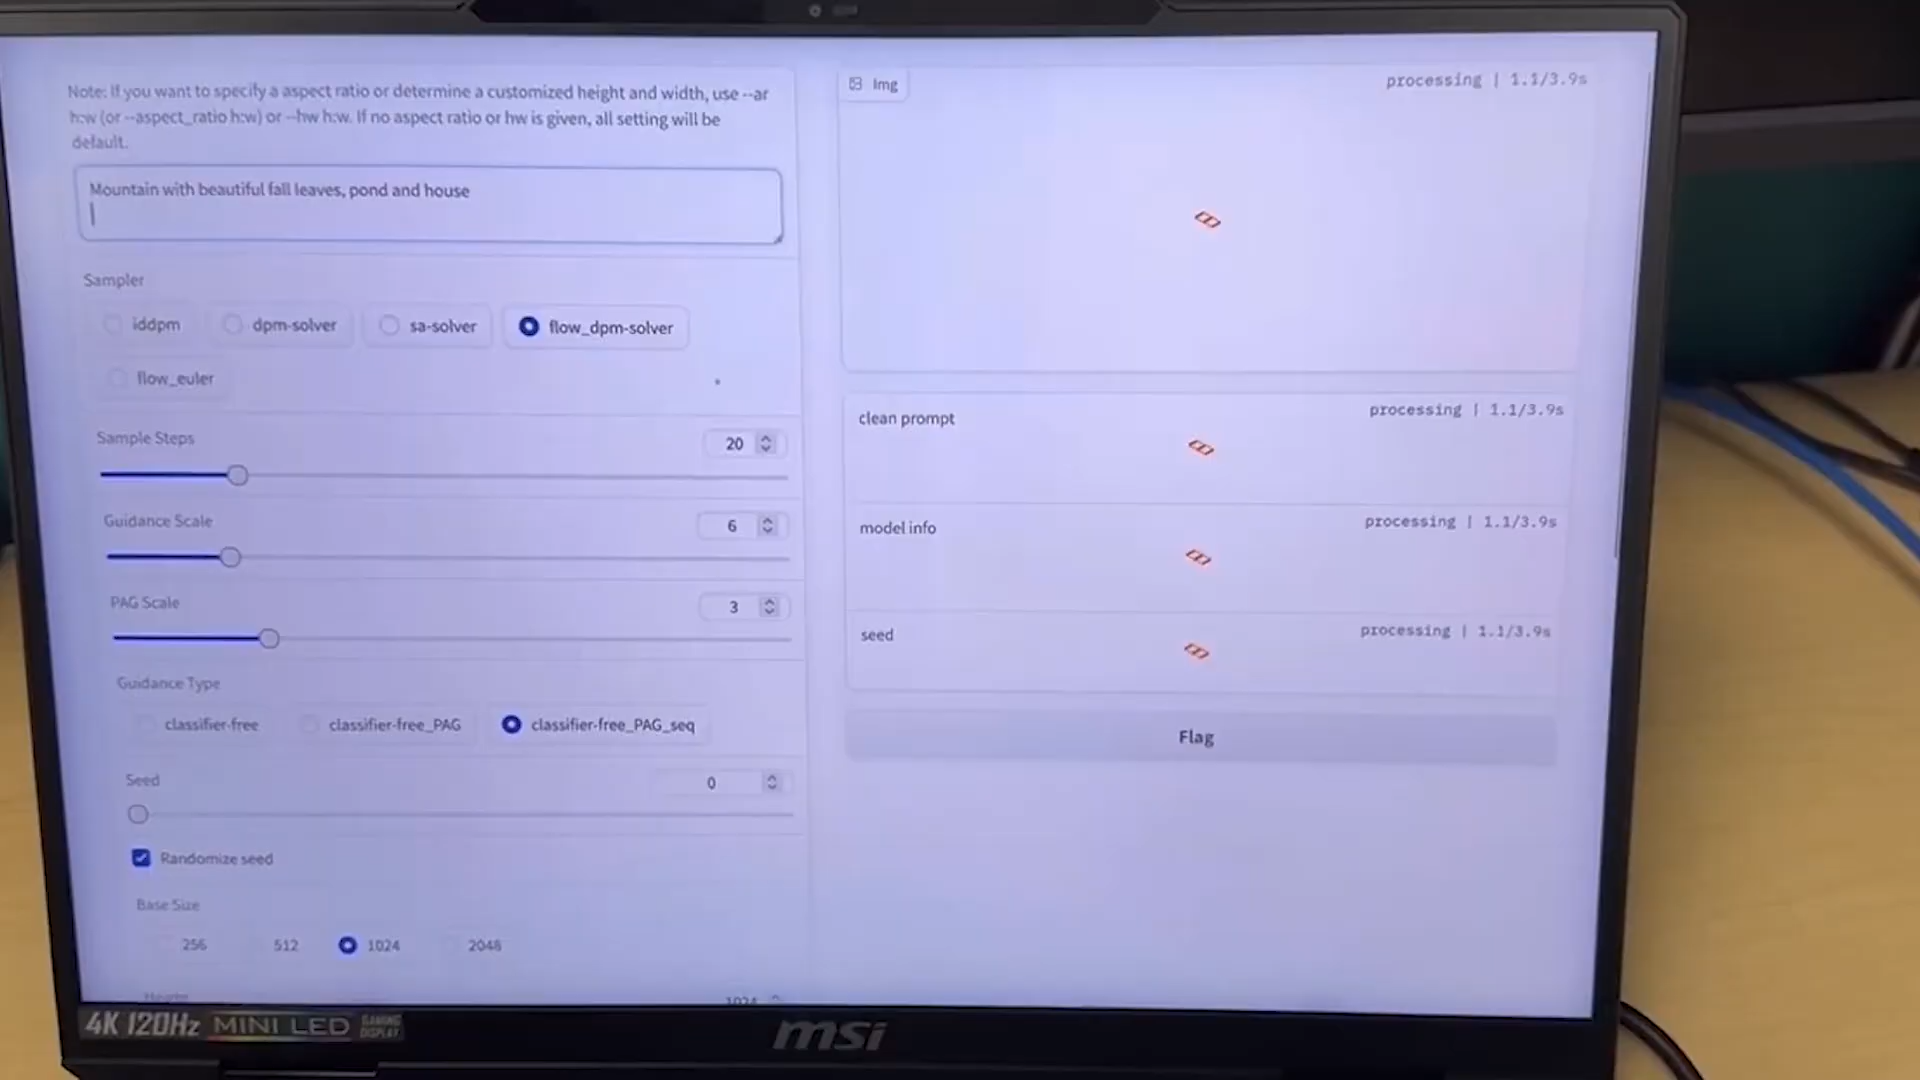 Note: If you want to specify a aspect ratio or determine a customized height and width, use --ar
h:w (or --aspect_ratio h:w) or --hw h:w. If no aspect ratio or hw is given, all setting will be
default.
Mountain with beautiful fall leaves, pond and house
Sampler
iddpm
dpm-solver
sa-solver
flow_dpm-solver
flow_euler
Sample Steps
20
Guidance Scale
6
PAG Scale
3
Guidance Type
classifier-free
classifier-free_PAG
classifier-free_PAG_seq
Seed
0
Randomize seed
Base Size
256
512
1024
2048
Height
1024
Img
processing | 1.1/3.9s
clean prompt
processing | 1.1/3.9s
model info
processing | 1.1/3.9s
seed
processing | 1.1/3.9s
Flag
4K 120Hz MINI LED GAMING
DISPLAY
msi